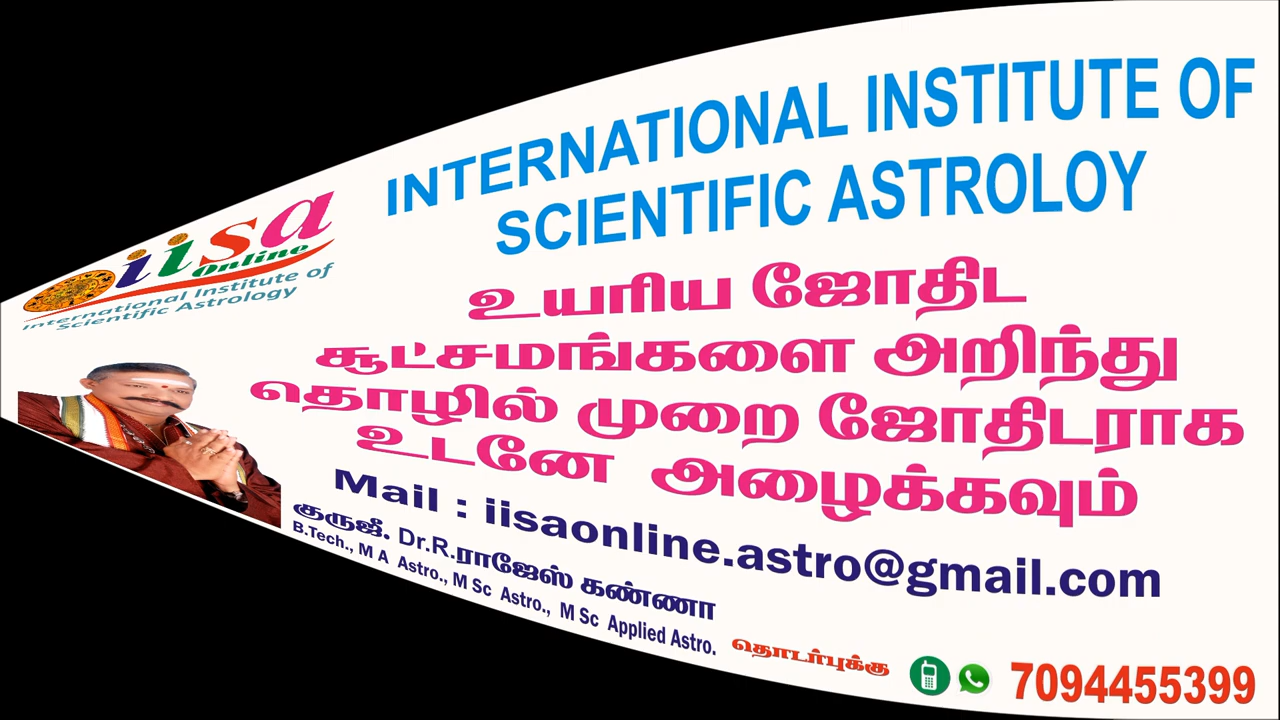 INTERNATIONAL INSTITUTE OF
SCIENTIFIC ASTROLOY
iisa
Online
International Institute of
Scientific Astrology
உயரிய ஜோதிட
சூட்சமங்களை அறிந்து
தொழில் முறை ஜோதிடராக
உடனே அழைக்கவும்
Mail : iisaonline.astro@gmail.com
குருஜீ. Dr.R.ராஜேஸ் கண்ணா
B.Tech., M A Astro., M Sc Astro., M Sc Applied Astro.
தொடர்புக்கு
7094455399